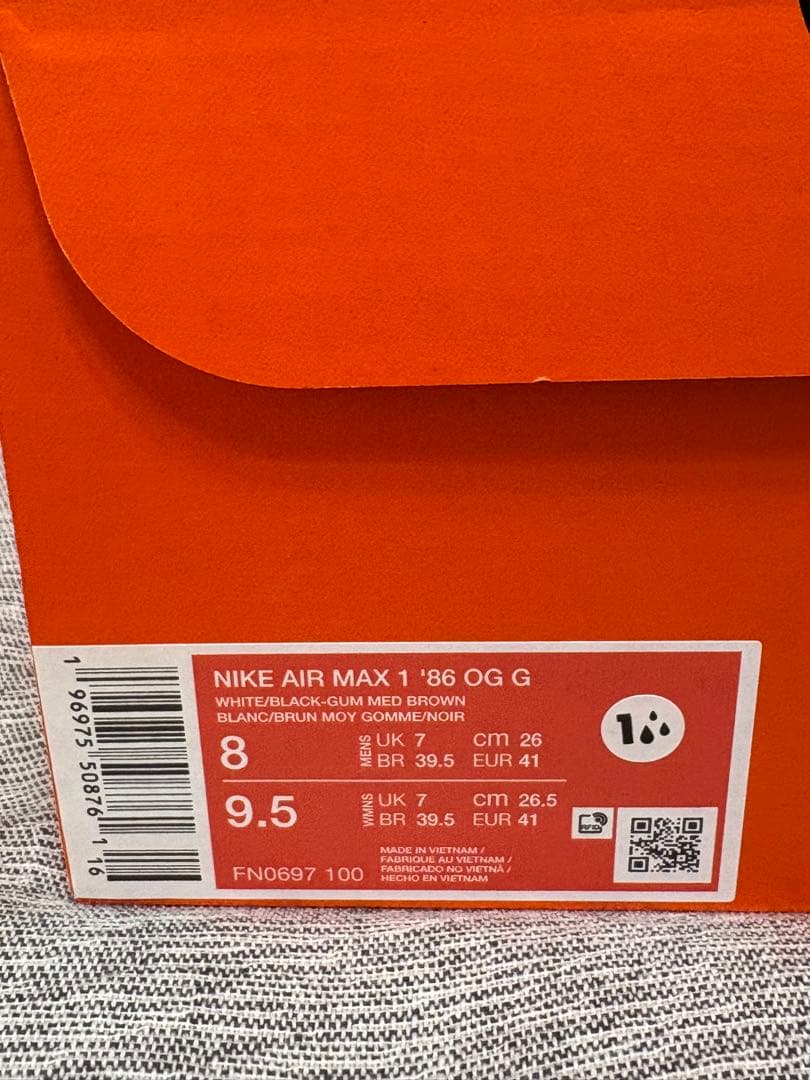 NIKE AIR MAX 1 '86 OG G
WHITE/BLACK-GUM MED BROWN
BLANC/BRUN MOY GOMME/NOIR
8
MENS
UK 7 cm 26
BR 39.5 EUR 41
9.5
WMNS
UK 7 cm 26.5
BR 39.5 EUR 41
FN0697 100
MADE IN VIETNAM /
FABRIQUE AU VIETNAM /
FABRICADO NO VIETNÃ /
HECHO EN VIETNAM
1
RFID
1 96975 50876 1 16